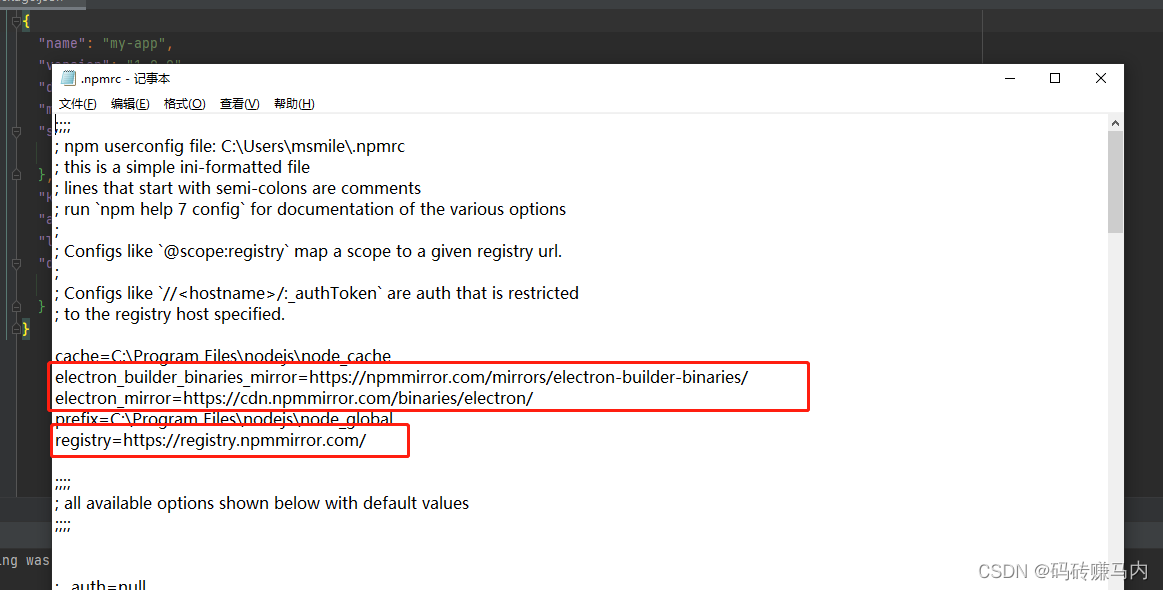 {
"name": "my-app",
.npmrc - 记事本
文件(F) 编辑(E) 格式(O) 查看(V) 帮助(H)
;;;;
; npm userconfig file: C:\Users\msmile\.npmrc
; this is a simple ini-formatted file
; lines that start with semi-colons are comments
; run `npm help 7 config` for documentation of the various options
;
; Configs like `@scope:registry` map a scope to a given registry url.
;
; Configs like `//<hostname>/:_authToken` are auth that is restricted
; to the registry host specified.
cache=C:\Program Files\nodejs\node_cache
electron_builder_binaries_mirror=https://npmmirror.com/mirrors/electron-builder-binaries/
electron_mirror=https://cdn.npmmirror.com/binaries/electron/
prefix=C:\Program Files\nodejs\node_global
registry=https://registry.npmmirror.com/
;;;;
; all available options shown below with default values
;;;;
; _auth=null
},
}
}
ing was
CSDN @码砖赚马内